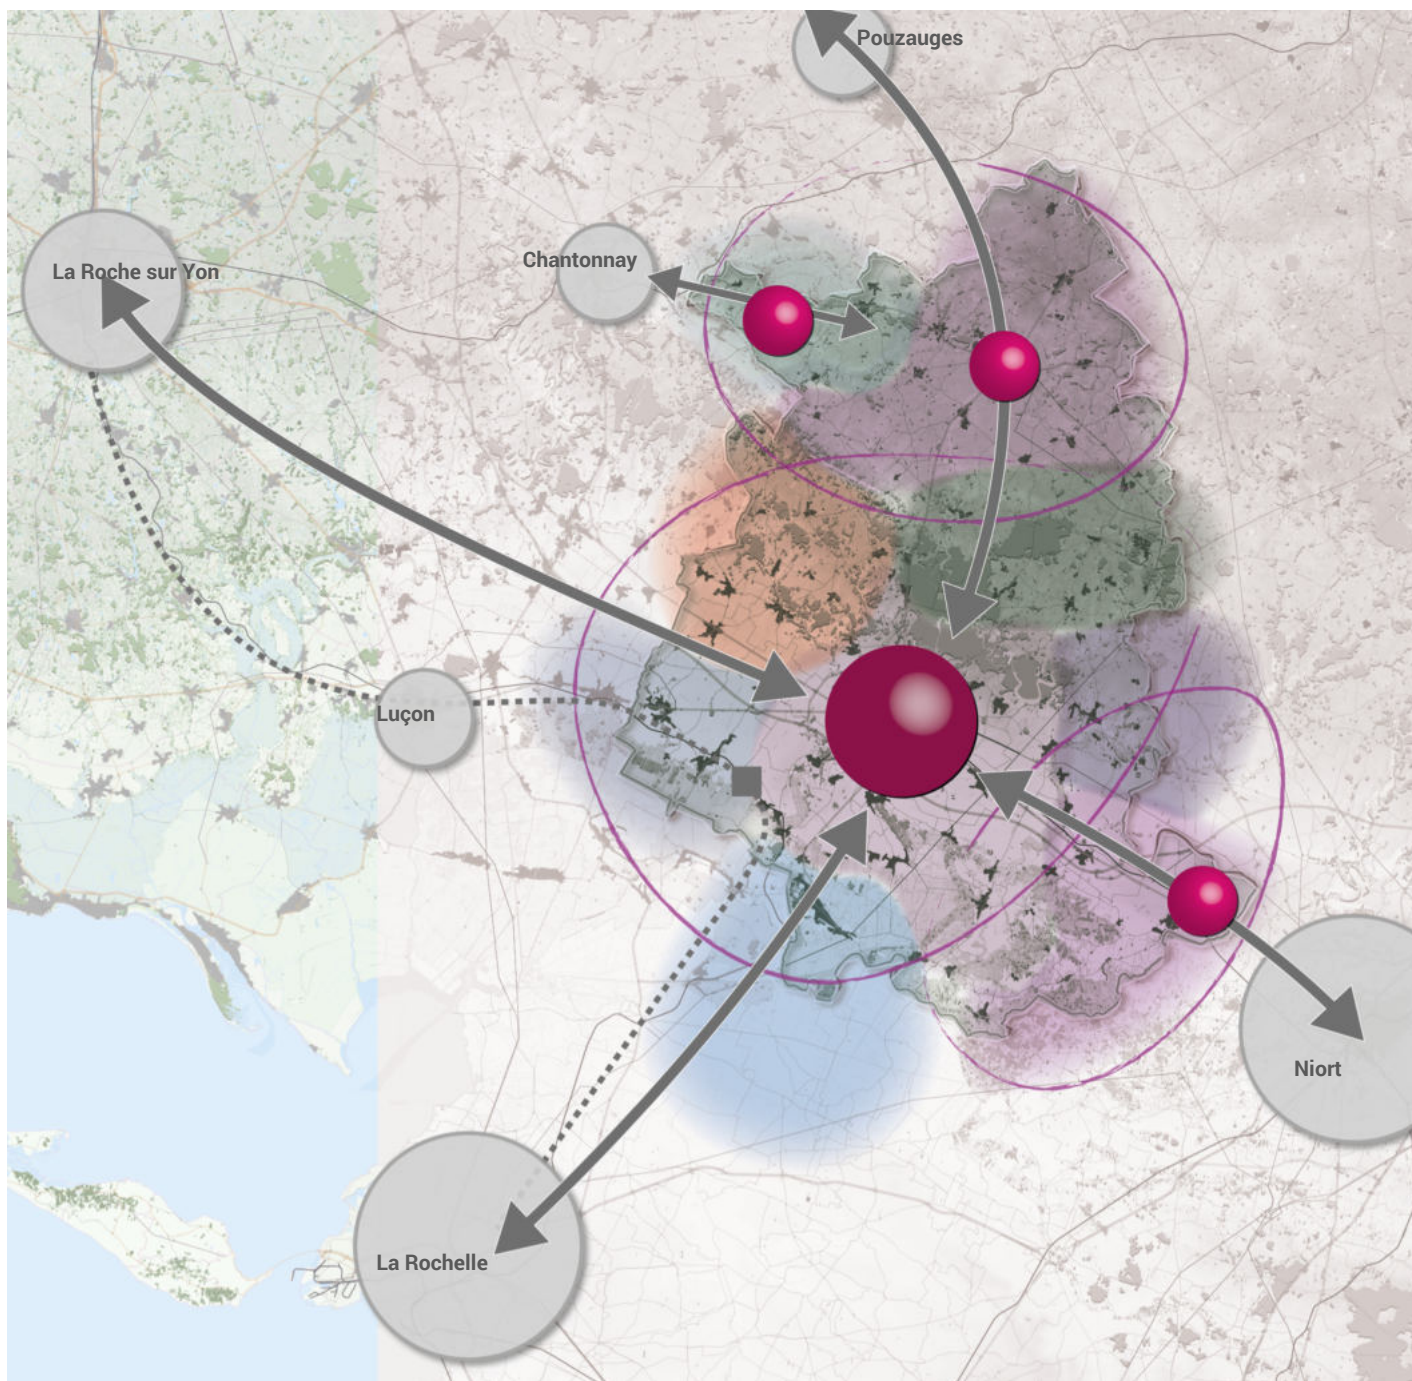 Pouzauges
Chantonnay
La Roche sur Yon
Luçon
Niort
La Rochelle